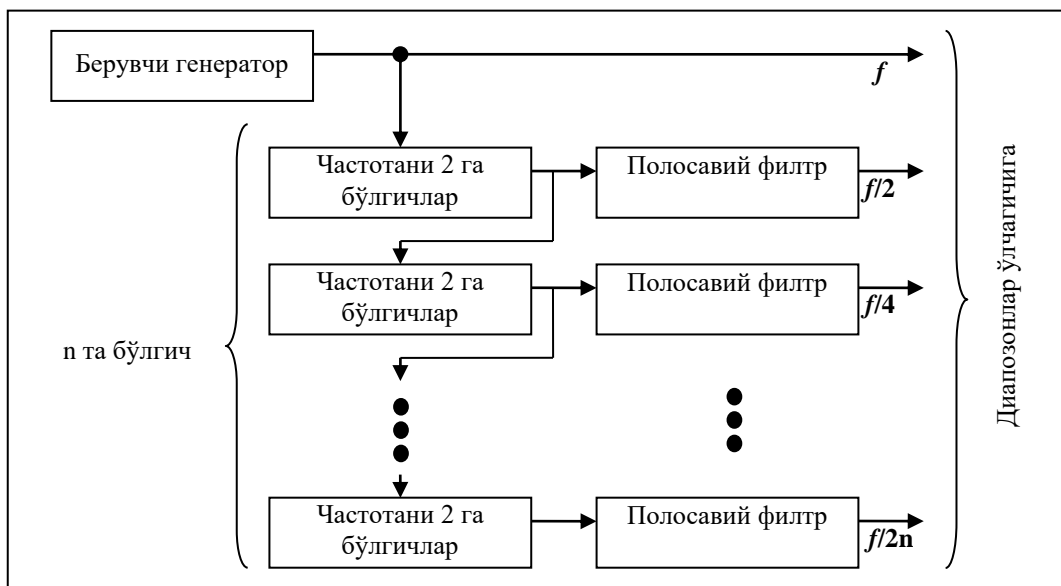 Берувчи генератор
f
Частотани 2 га
бўлгичлар
Полосавий филтр
f/2
Частотани 2 га
бўлгичлар
Полосавий филтр
f/4
n та бўлгич
Диапозонлар ўлчагичига
Частотани 2 га
бўлгичлар
Полосавий филтр
f/2n